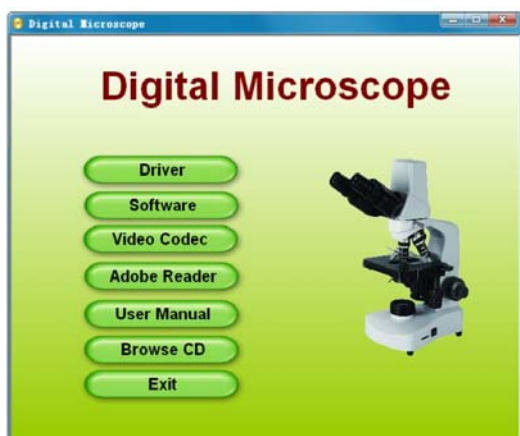 Digital Microscope
Digital Microscope
Driver
Software
Video Codec
Adobe Reader
User Manual
Browse CD
Exit